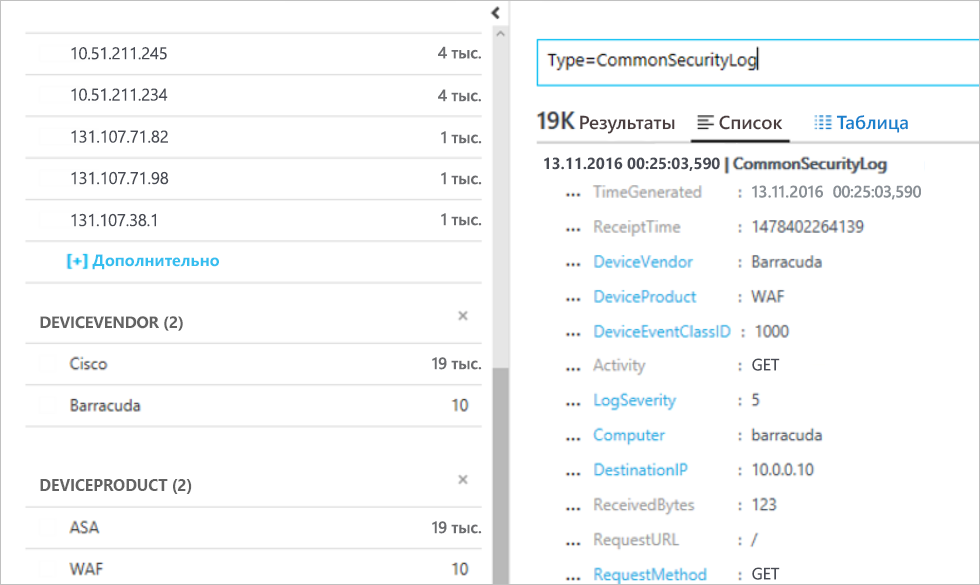 10.51.211.245 4 тыс.
10.51.211.234 4 тыс.
131.107.71.82 1 тыс.
131.107.71.98 1 тыс.
131.107.38.1 1 тыс.
[+] Дополнительно
DEVICEVENDOR (2) ×
Cisco 19 тыс.
Barracuda 10
DEVICEPRODUCT (2) ×
ASA 19 тыс.
WAF 10
Type=CommonSecurityLog
19K Результаты Список Таблица
13.11.2016 00:25:03,590 | CommonSecurityLog
... TimeGenerated : 13.11.2016 00:25:03,590
... ReceiptTime : 1478402264139
... DeviceVendor : Barracuda
... DeviceProduct : WAF
... DeviceEventClassID : 1000
... Activity : GET
... LogSeverity : 5
... Computer : barracuda
... DestinationIP : 10.0.0.10
... ReceivedBytes : 123
... RequestURL : /
... RequestMethod : GET